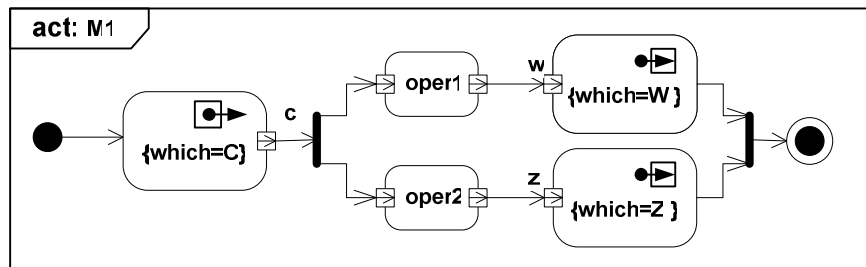 act: M1
c
{which=C}
oper1
w
{which=W }
oper2
z
{which=Z }